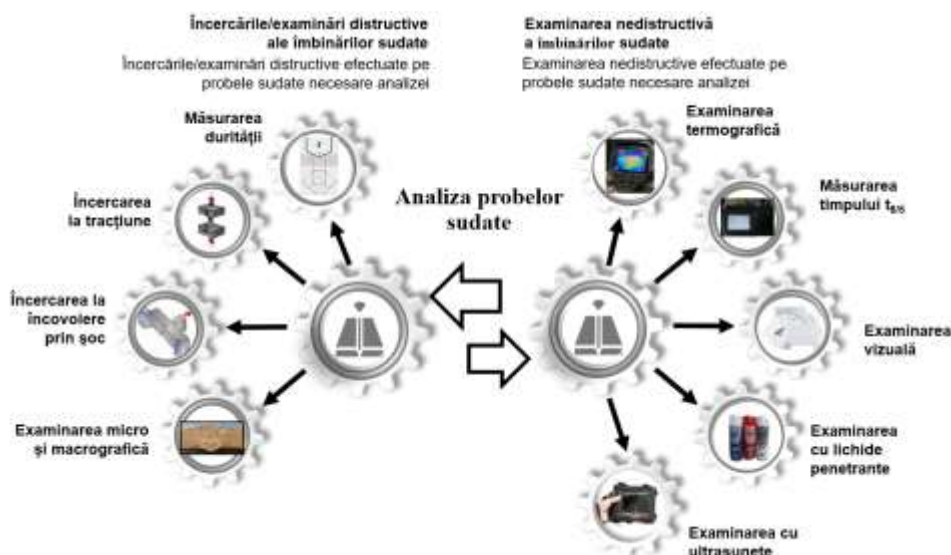 Încercările/examinări distructive
ale îmbinărilor sudate
Încercările/examinări distructive efectuate pe
probele sudate necesare analizei
Măsurarea
durității
Încercarea
la tracțiune
Încercarea la
încovoiere
prin șoc
Examinarea micro
și macrografică
Analiza probelor
sudate
Examinarea nedistructivă
a îmbinărilor sudate
Examinarea nedistructive efectuate pe
probele sudate necesare analizei
Examinarea
termografică
Măsurarea
timpului t8/5
Examinarea
vizuală
Examinarea
cu lichide
penetrante
Examinarea cu
ultrasunete